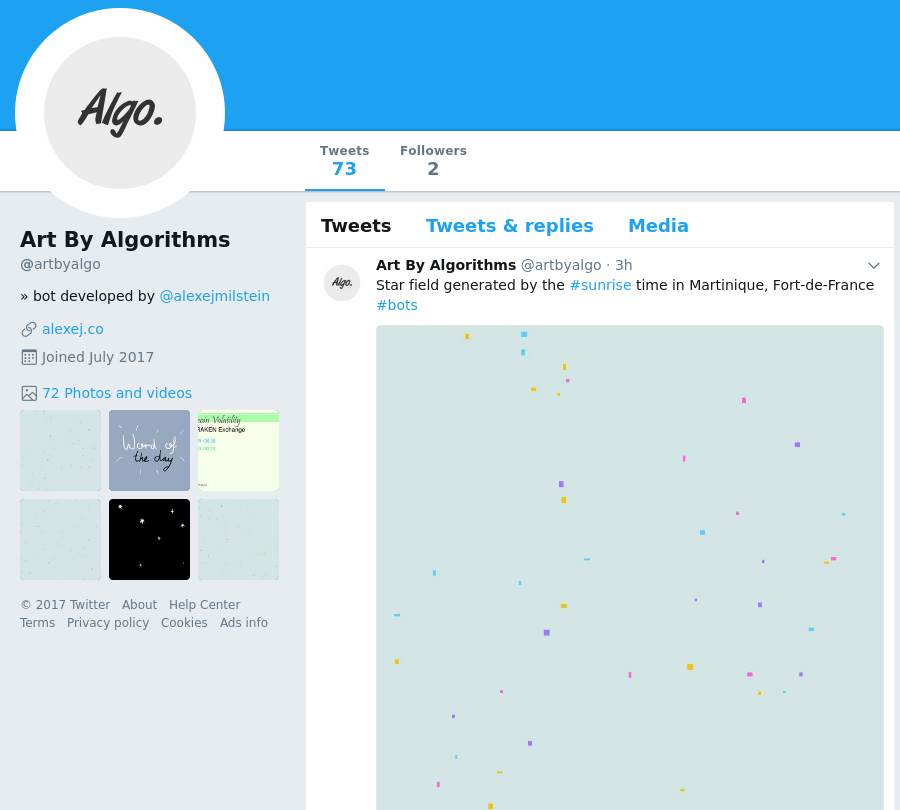 Algo.
Tweets
73
Followers
2
Art By Algorithms
@artbyalgo
» bot developed by @alexejmilstein
alexej.co
Joined July 2017
72 Photos and videos
Word of
the day
Volatility
RAKEN Exchange
© 2017 Twitter About Help Center
Terms Privacy policy Cookies Ads info
Tweets Tweets & replies Media
Algo.
Art By Algorithms @artbyalgo · 3h
Star field generated by the #sunrise time in Martinique, Fort-de-France
#bots